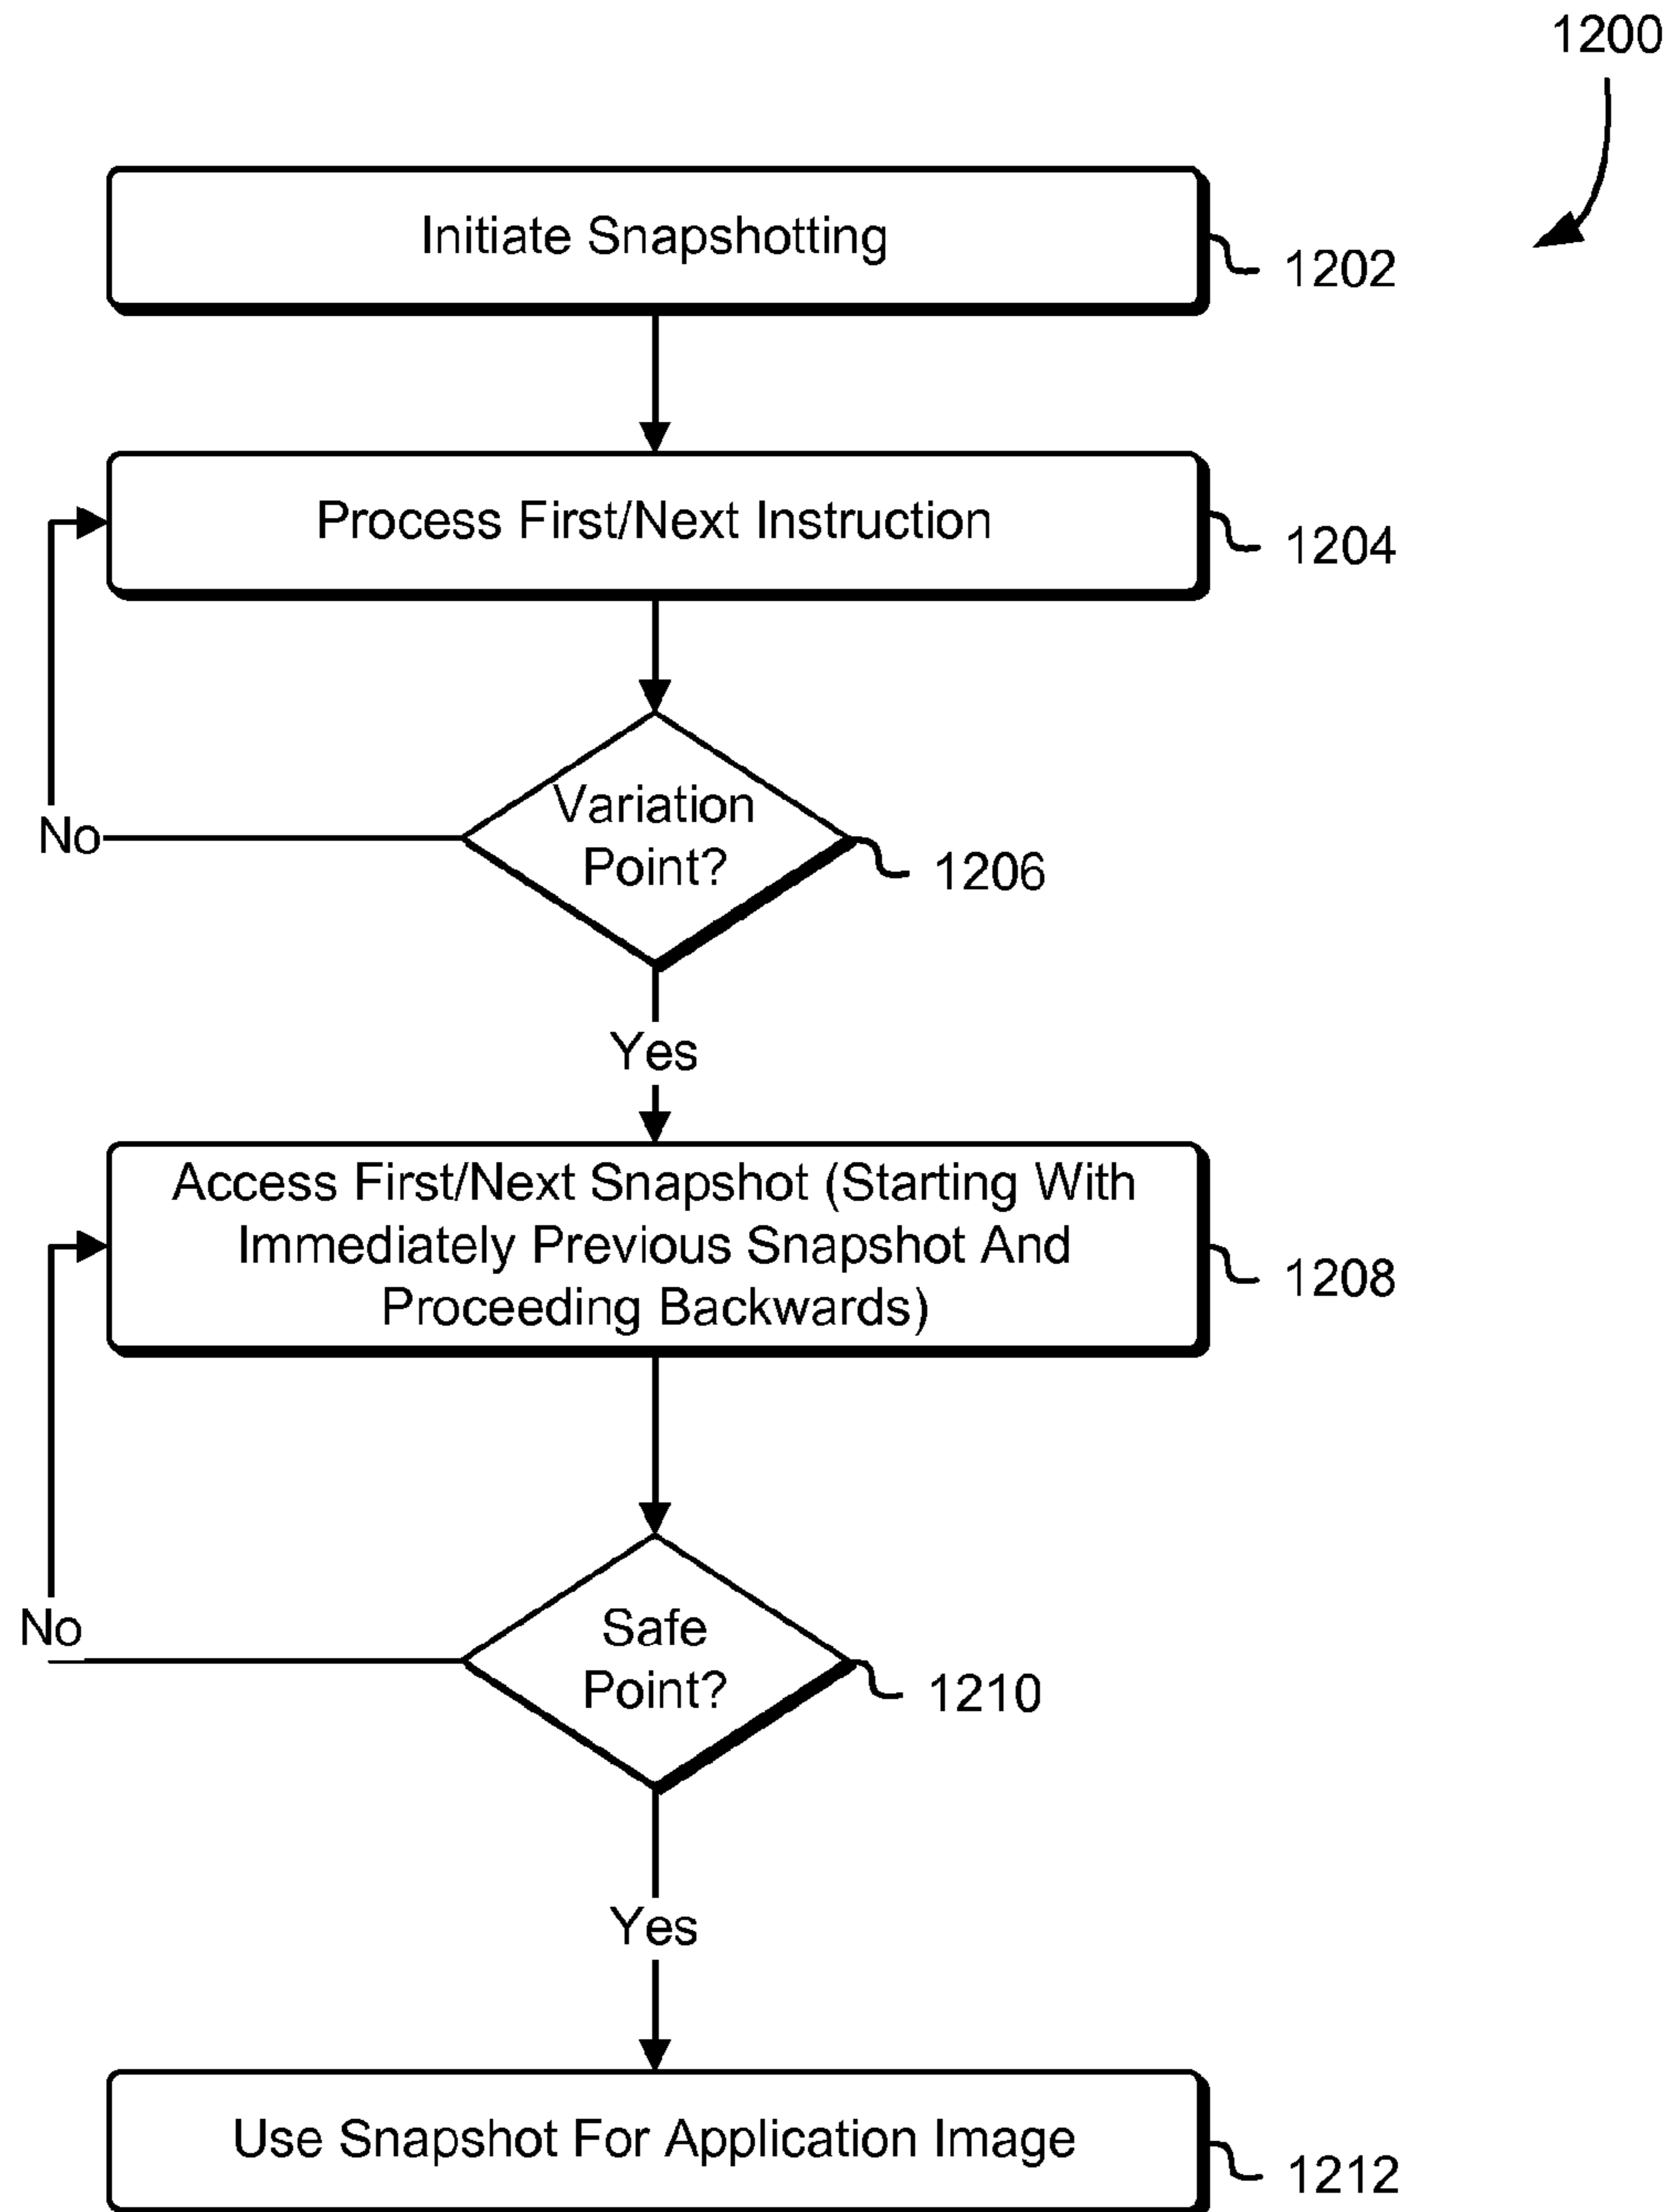 1200
Initiate Snapshotting
1202
Process First/Next Instruction
1204
Variation
Point?
1206
No
Yes
Access First/Next Snapshot (Starting With
Immediately Previous Snapshot And
Proceeding Backwards)
1208
Safe
Point?
1210
No
Yes
Use Snapshot For Application Image
1212